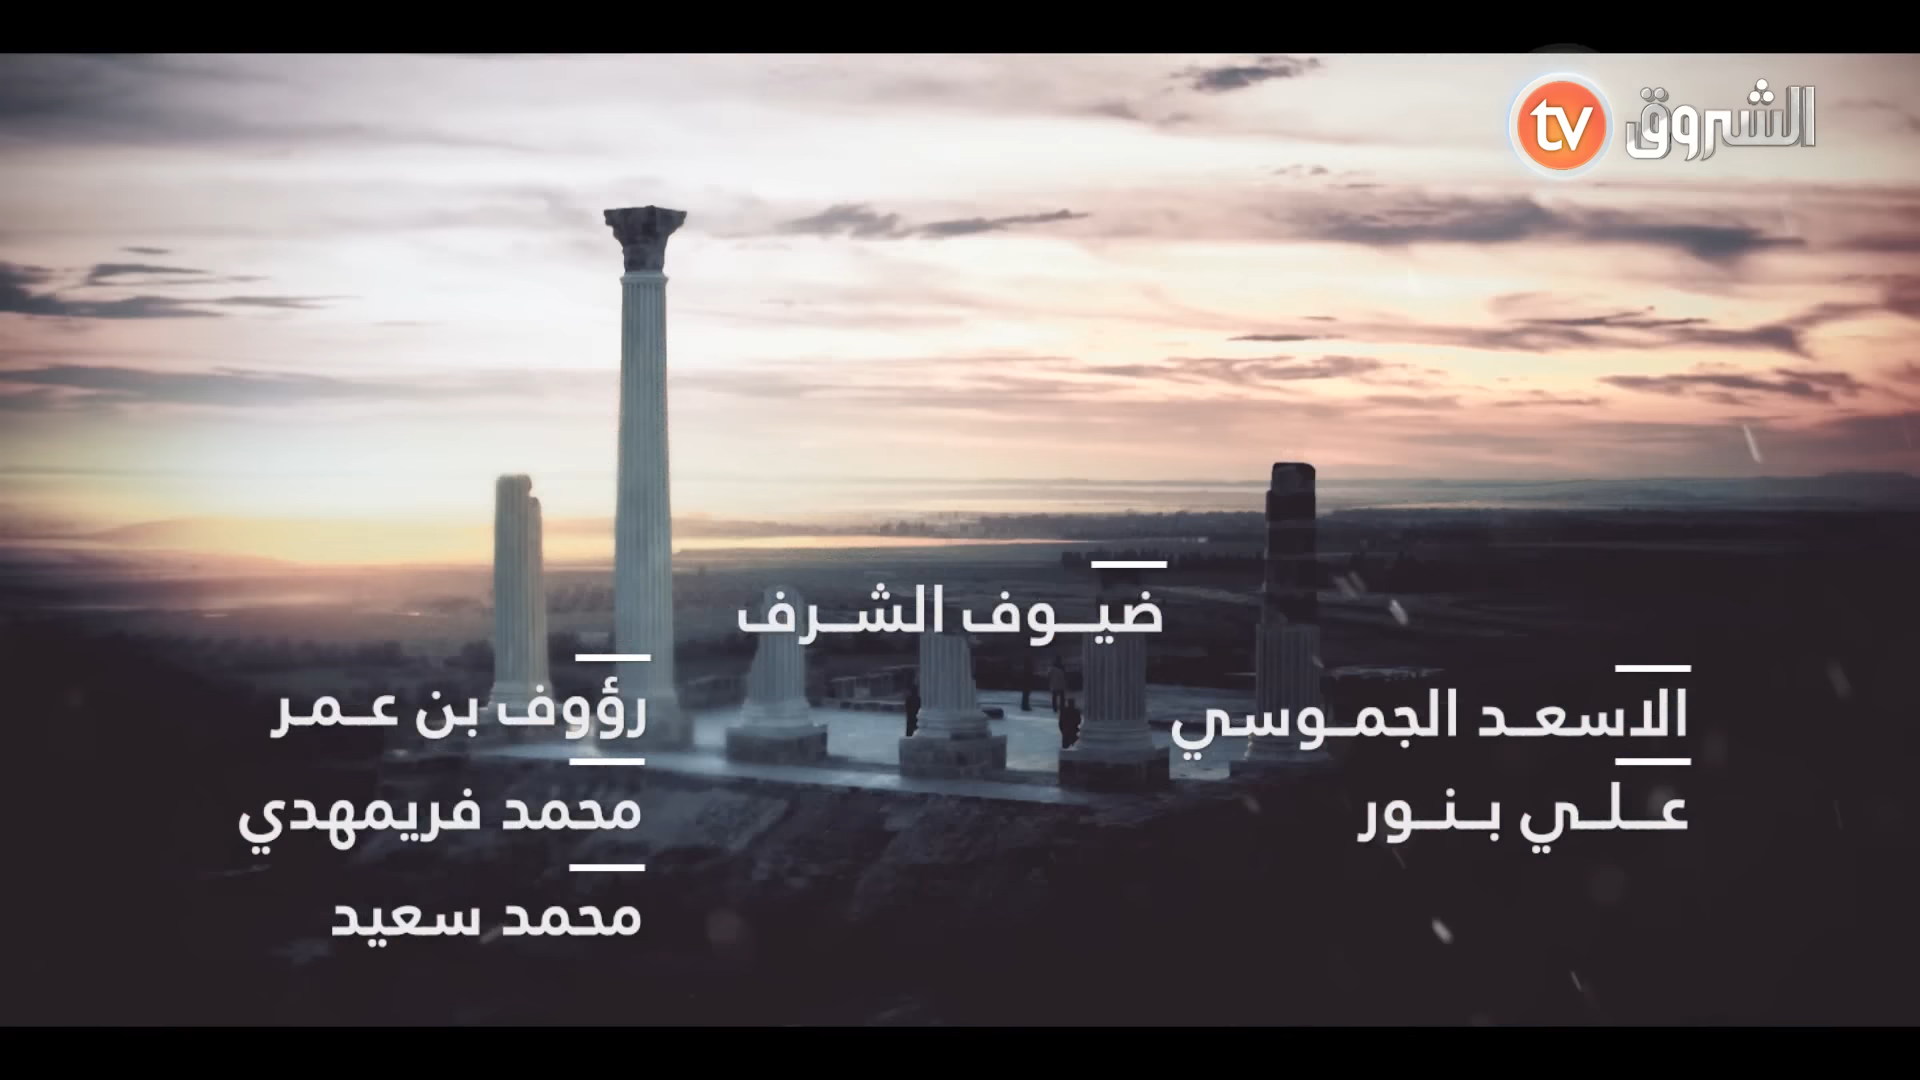 الشروق tv
ضيوف الشرف
الاسعد الجموسي
علي بنور
رؤوف بن عمر
محمد فريمهدي
محمد سعيد